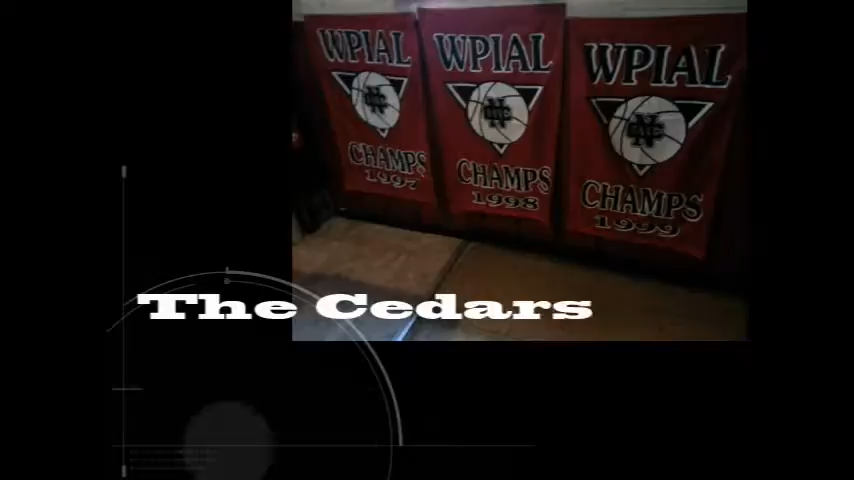 WPIAL
CHAMPS
1997
WPIAL
CHAMPS
1998
WPIAL
CHAMPS
1999
The Cedars